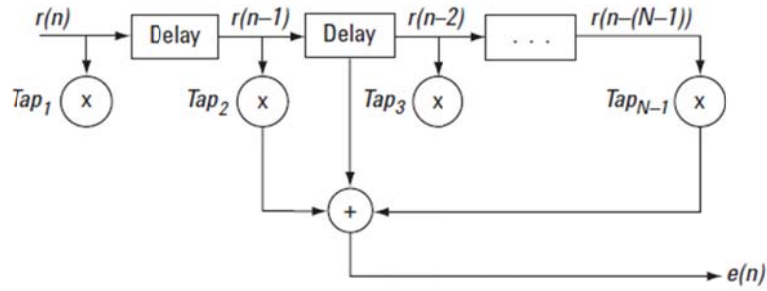 r(n) Delay r(n–1) Delay r(n–2) . . . r(n–(N–1))
Tap1 x Tap2 x Tap3 x TapN–1 x
+
e(n)